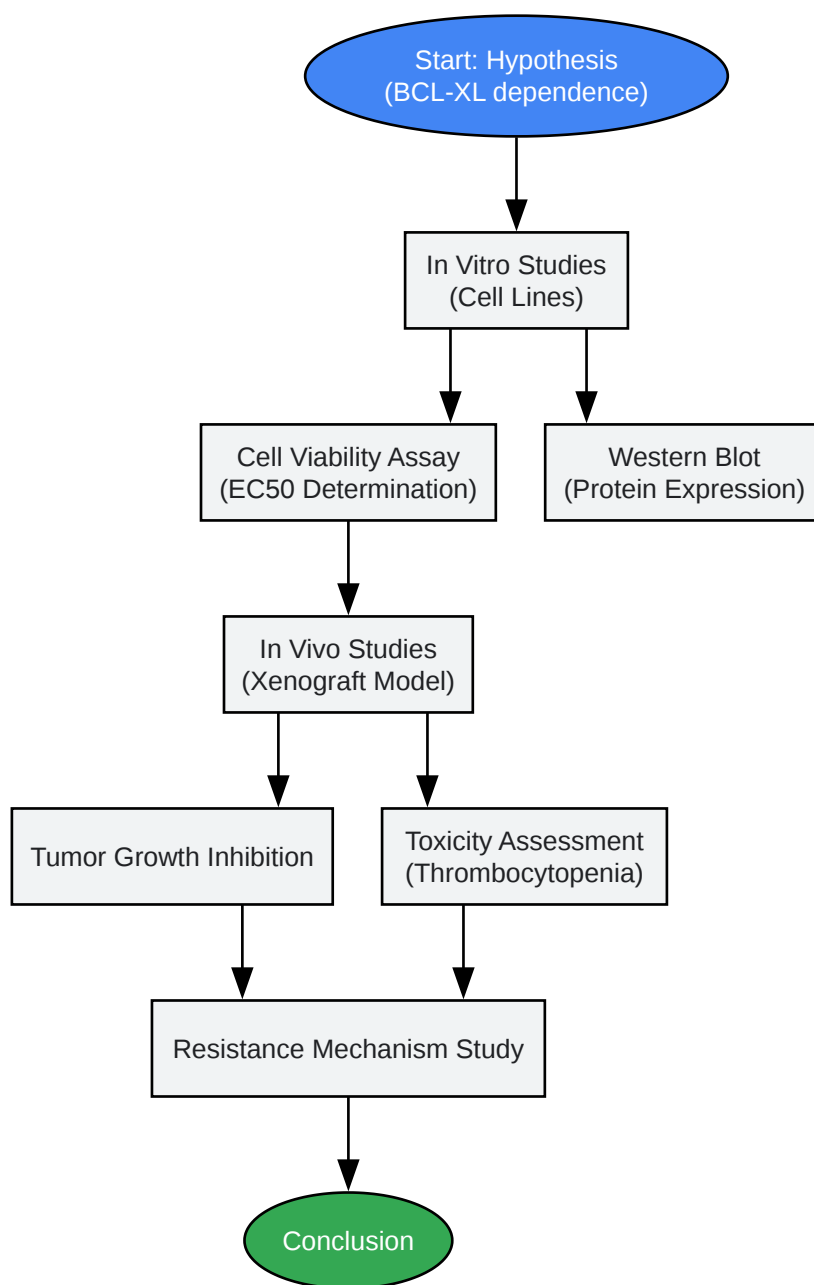 Start: Hypothesis
(BCL-XL dependence)
In Vitro Studies
(Cell Lines)
Cell Viability Assay
(EC50 Determination)
Western Blot
(Protein Expression)
In Vivo Studies
(Xenograft Model)
Tumor Growth Inhibition
Toxicity Assessment
(Thrombocytopenia)
Resistance Mechanism Study
Conclusion